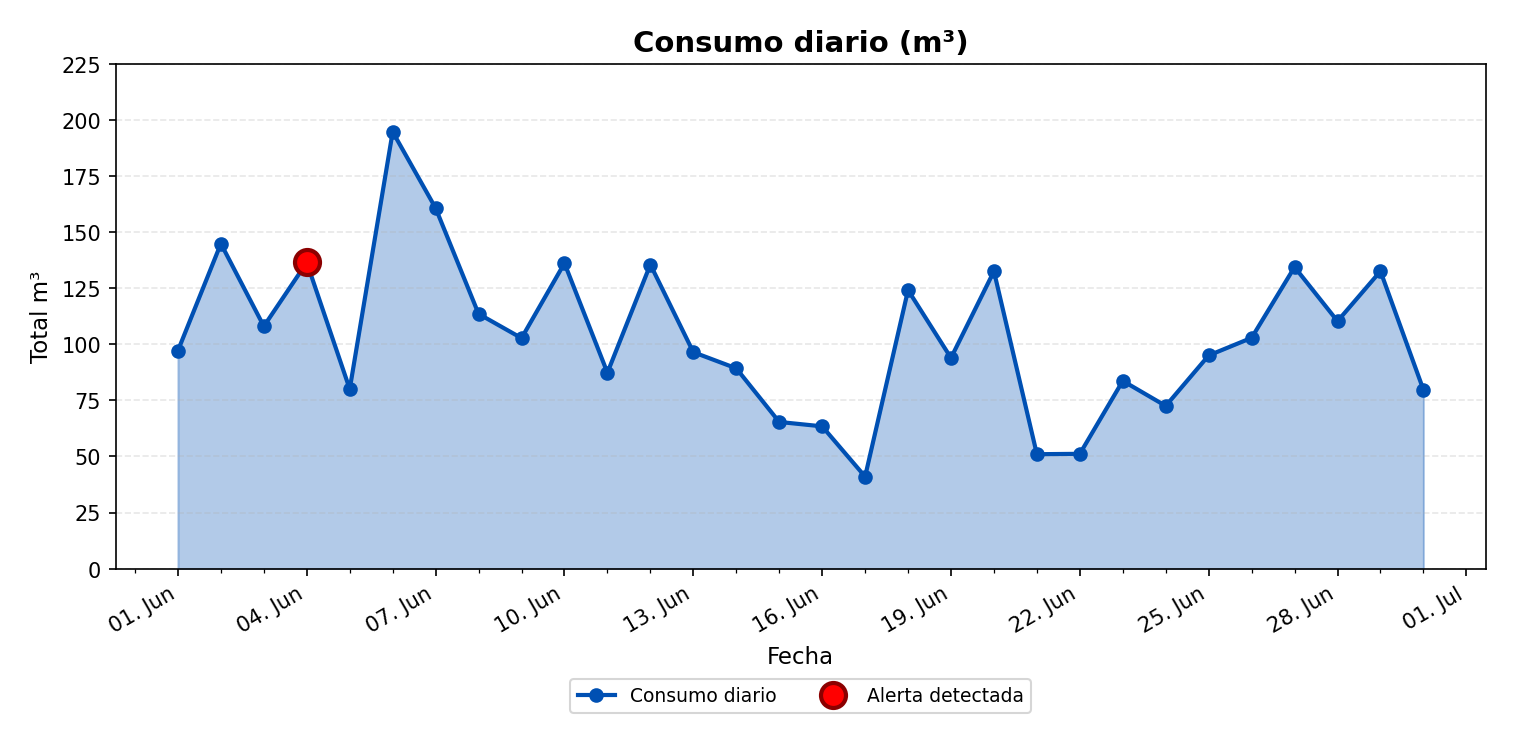 Consumo diario (m³)
225
200
175
150
125
100
75
50
25
0
Total m³
01. Jun
04. Jun
07. Jun
10. Jun
13. Jun
16. Jun
19. Jun
22. Jun
25. Jun
28. Jun
01. Jul
Fecha
Consumo diario
Alerta detectada